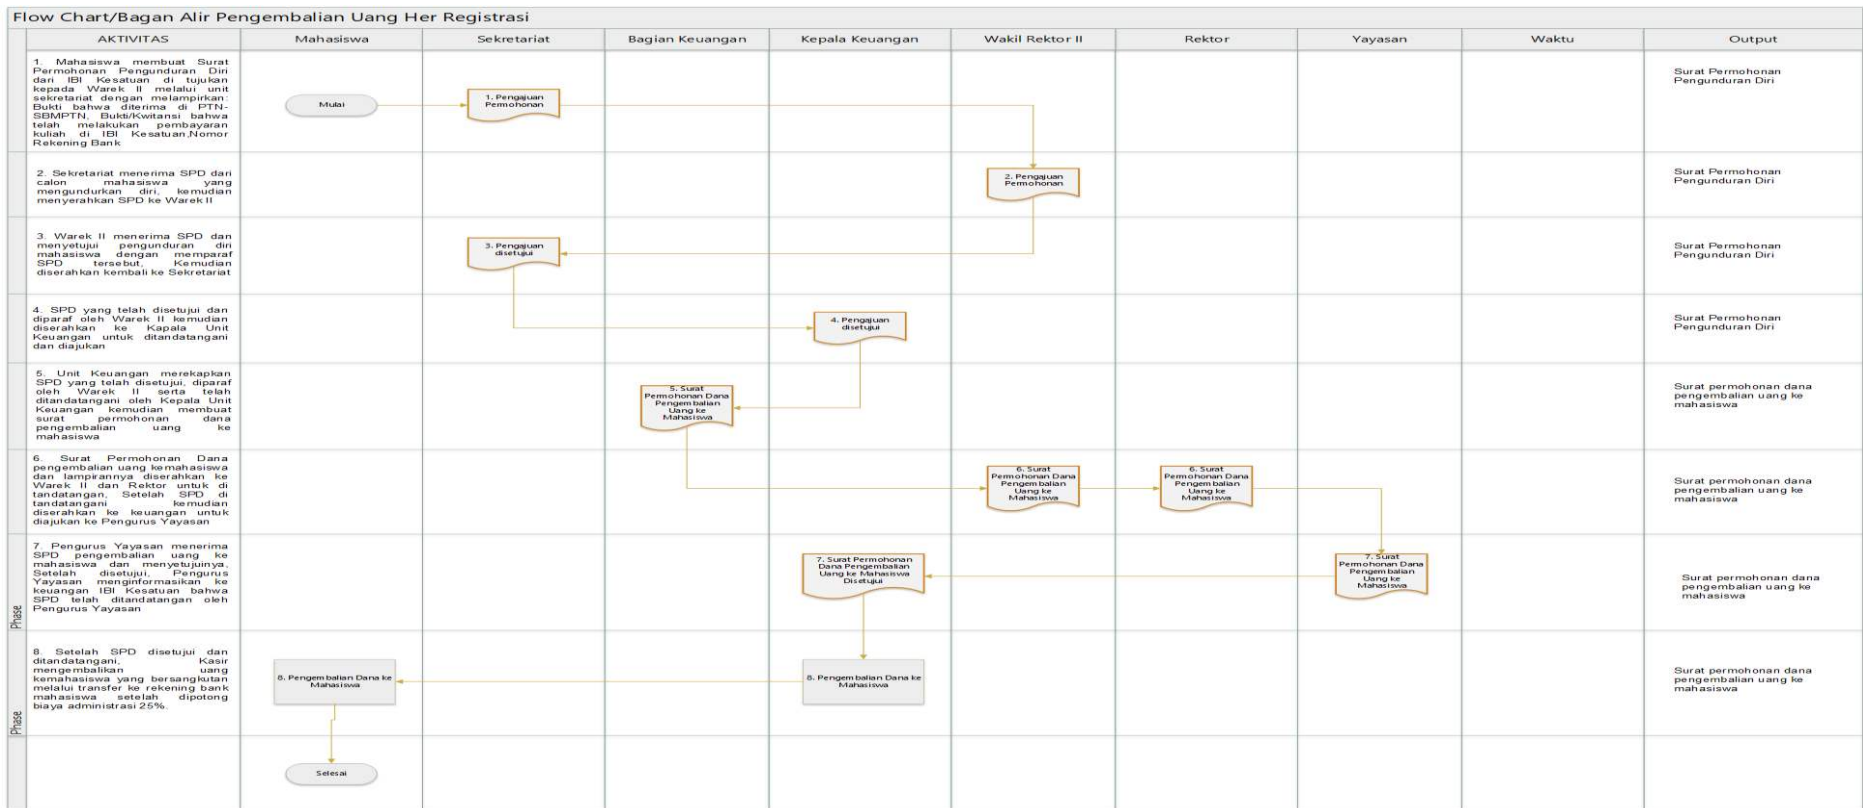 Flow Chart/Bagan Alir Pengembalian Uang Her Registrasi
AKTIVITAS
Mahasiswa
Sekretariat
Bagian Keuangan
Kepala Keuangan
Wakil Rektor II
Rektor
Yayasan
Waktu
Output
1. Mahasiswa membuat Surat
Permohonan Pengunduran Diri
dari IBI Kesatuan di tujukan
kepada Warek II melalui unit
sekretariat dengan melampirkan:
Bukti bahwa diterima di PTN-
SBMPTN, Bukti/Kwitansi bahwa
telah melakukan pembayaran
kuliah di IBI Kesatuan,Nomor
Rekening Bank
Mulai
1. Pengajuan
Permohonan
Surat Permohonan
Pengunduran Diri
2. Sekretariat menerima SPD dari
calon mahasiswa yang
mengundurkan diri, kemudian
menyerahkan SPD ke Warek II
2. Pengajuan
Permohonan
Surat Permohonan
Pengunduran Diri
3. Warek II menerima SPD dan
menyetujui pengunduran diri
mahasiswa dengan memparaf
SPD tersebut, Kemudian
diserahkan kembali ke Sekretariat
3. Pengajuan
disetujui
Surat Permohonan
Pengunduran Diri
4. SPD yang telah disetujui dan
diparaf oleh Warek II kemudian
diserahkan ke Kapala Unit
Keuangan untuk ditandatangani
dan diajukan
4. Pengajuan
disetujui
Surat Permohonan
Pengunduran Diri
5. Unit Keuangan merekapkan
SPD yang telah disetujui, diparaf
oleh Warek II serta telah
ditandatangani oleh Kepala Unit
Keuangan kemudian membuat
surat permohonan dana
pengembalian uang ke
mahasiswa
5. Surat
Permohonan Dana
Pengembalian
Uang ke
Mahasiswa
Surat permohonan dana
pengembalian uang ke
mahasiswa
6. Surat Permohonan Dana
pengembalian uang kemahasiswa
dan lampirannya diserahkan ke
Warek II dan Rektor untuk di
tandatangan, Setelah SPD di
tandatangani kemudian
diserahkan ke keuangan untuk
diajukan ke Pengurus Yayasan
6. Surat
Permohonan Dana
Pengembalian
Uang ke
Mahasiswa
6. Surat
Permohonan Dana
Pengembalian
Uang ke
Mahasiswa
Surat permohonan dana
pengembalian uang ke
mahasiswa
Phase
7. Pengurus Yayasan menerima
SPD pengembalian uang ke
mahasiswa dan menyetujuinya,
Setelah disetujui, Pengurus
Yayasan menginformasikan ke
keuangan IBI Kesatuan bahwa
SPD telah ditandatangan oleh
Pengurus Yayasan
7. Surat Permohonan
Dana Pengembalian
Uang ke Mahasiswa
Disetujui
7. Surat
Permohonan Dana
Pengembalian
Uang ke
Mahasiswa
Surat permohonan dana
pengembalian uang ke
mahasiswa
Phase
8. Setelah SPD disetujui dan
ditandatangani, Kasir
mengembalikan uang
kemahasiswa yang bersangkutan
melalui transfer ke rekening bank
mahasiswa setelah dipotong
biaya administrasi 25%.
8. Pengembalian Dana ke
Mahasiswa
8. Pengembalian Dana ke
Mahasiswa
Surat permohonan dana
pengembalian uang ke
mahasiswa
Selesai